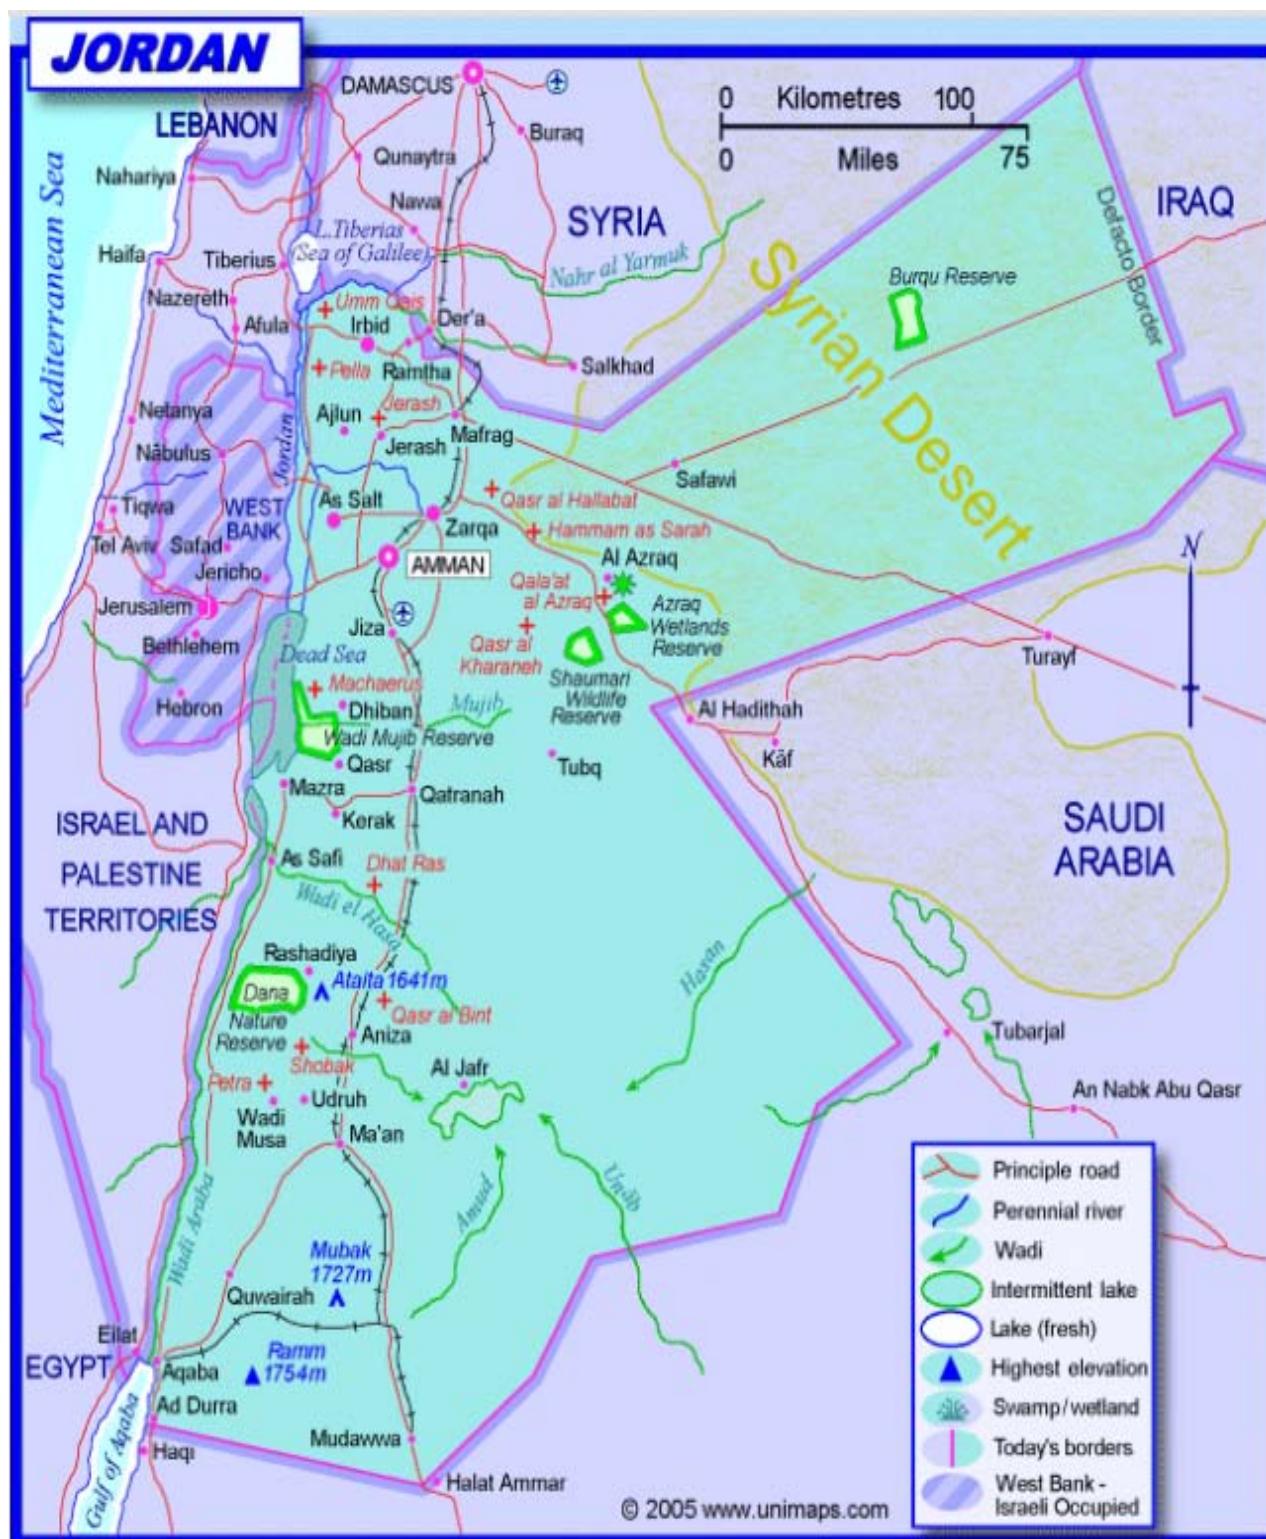 JORDAN
DAMASCUS
0 Kilometres 100
0 Miles 75
LEBANON
Buraq
Qunaytra
Nahariya
Nawa
SYRIA
IRAQ
Mediterranean Sea
L.Tiberias
(Sea of Galilee)
Haifa
Tiberius
Nahr al Yarmuk
Syrian Desert
Burqu Reserve
Defacto Border
Nazereth
Umm Qais
Afula
Irbid
Der'a
Pella
Ramtha
Salkhad
Netanya
Ajlun
Jerash
Jerash
Mafrag
Nābulus
Jordan
Safawi
As Salt
Qasr al Hallabat
Tiqwa
WEST
BANK
Zarqa
Hammam as Sarah
Tel Aviv
Safad
AMMAN
Al Azraq
N
Jericho
Qala'at
al Azraq
Azraq
Wetlands
Reserve
Jerusalem
Jiza
Bethlehem
Dead Sea
Qasr al
Kharaneh
Turayf
Shaumari
Wildlife
Reserve
Machaerus
Hebron
Dhiban
Mujib
Al Hadithah
Wadi Mujib Reserve
Kāf
Qasr
Tubq
Mazra
Qatranah
Kerak
ISRAEL AND
PALESTINE
TERRITORIES
SAUDI
ARABIA
As Safi
Dhat Ras
Wadi el Hasa
Rashadiya
Hasan
Dana
Nature
Reserve
Ataita 1641m
Qasr al Bint
Aniza
Tubarjal
Shobak
Al Jafr
Petra
Wadi
Musa
Udruh
An Nabk Abu Qasr
Ma'an
Amud
Unāb
Wadi Araba
Mubak
1727m
Quwairah
Eilat
EGYPT
Aqaba
Ramm
1754m
Ad Durra
Haqı
Mudawwa
Gulf of Aqaba
Halat Ammar
© 2005 www.unimaps.com
Principle road
Perennial river
Wadi
Intermittent lake
Lake (fresh)
Highest elevation
Swamp/wetland
Today's borders
West Bank -
Israeli Occupied